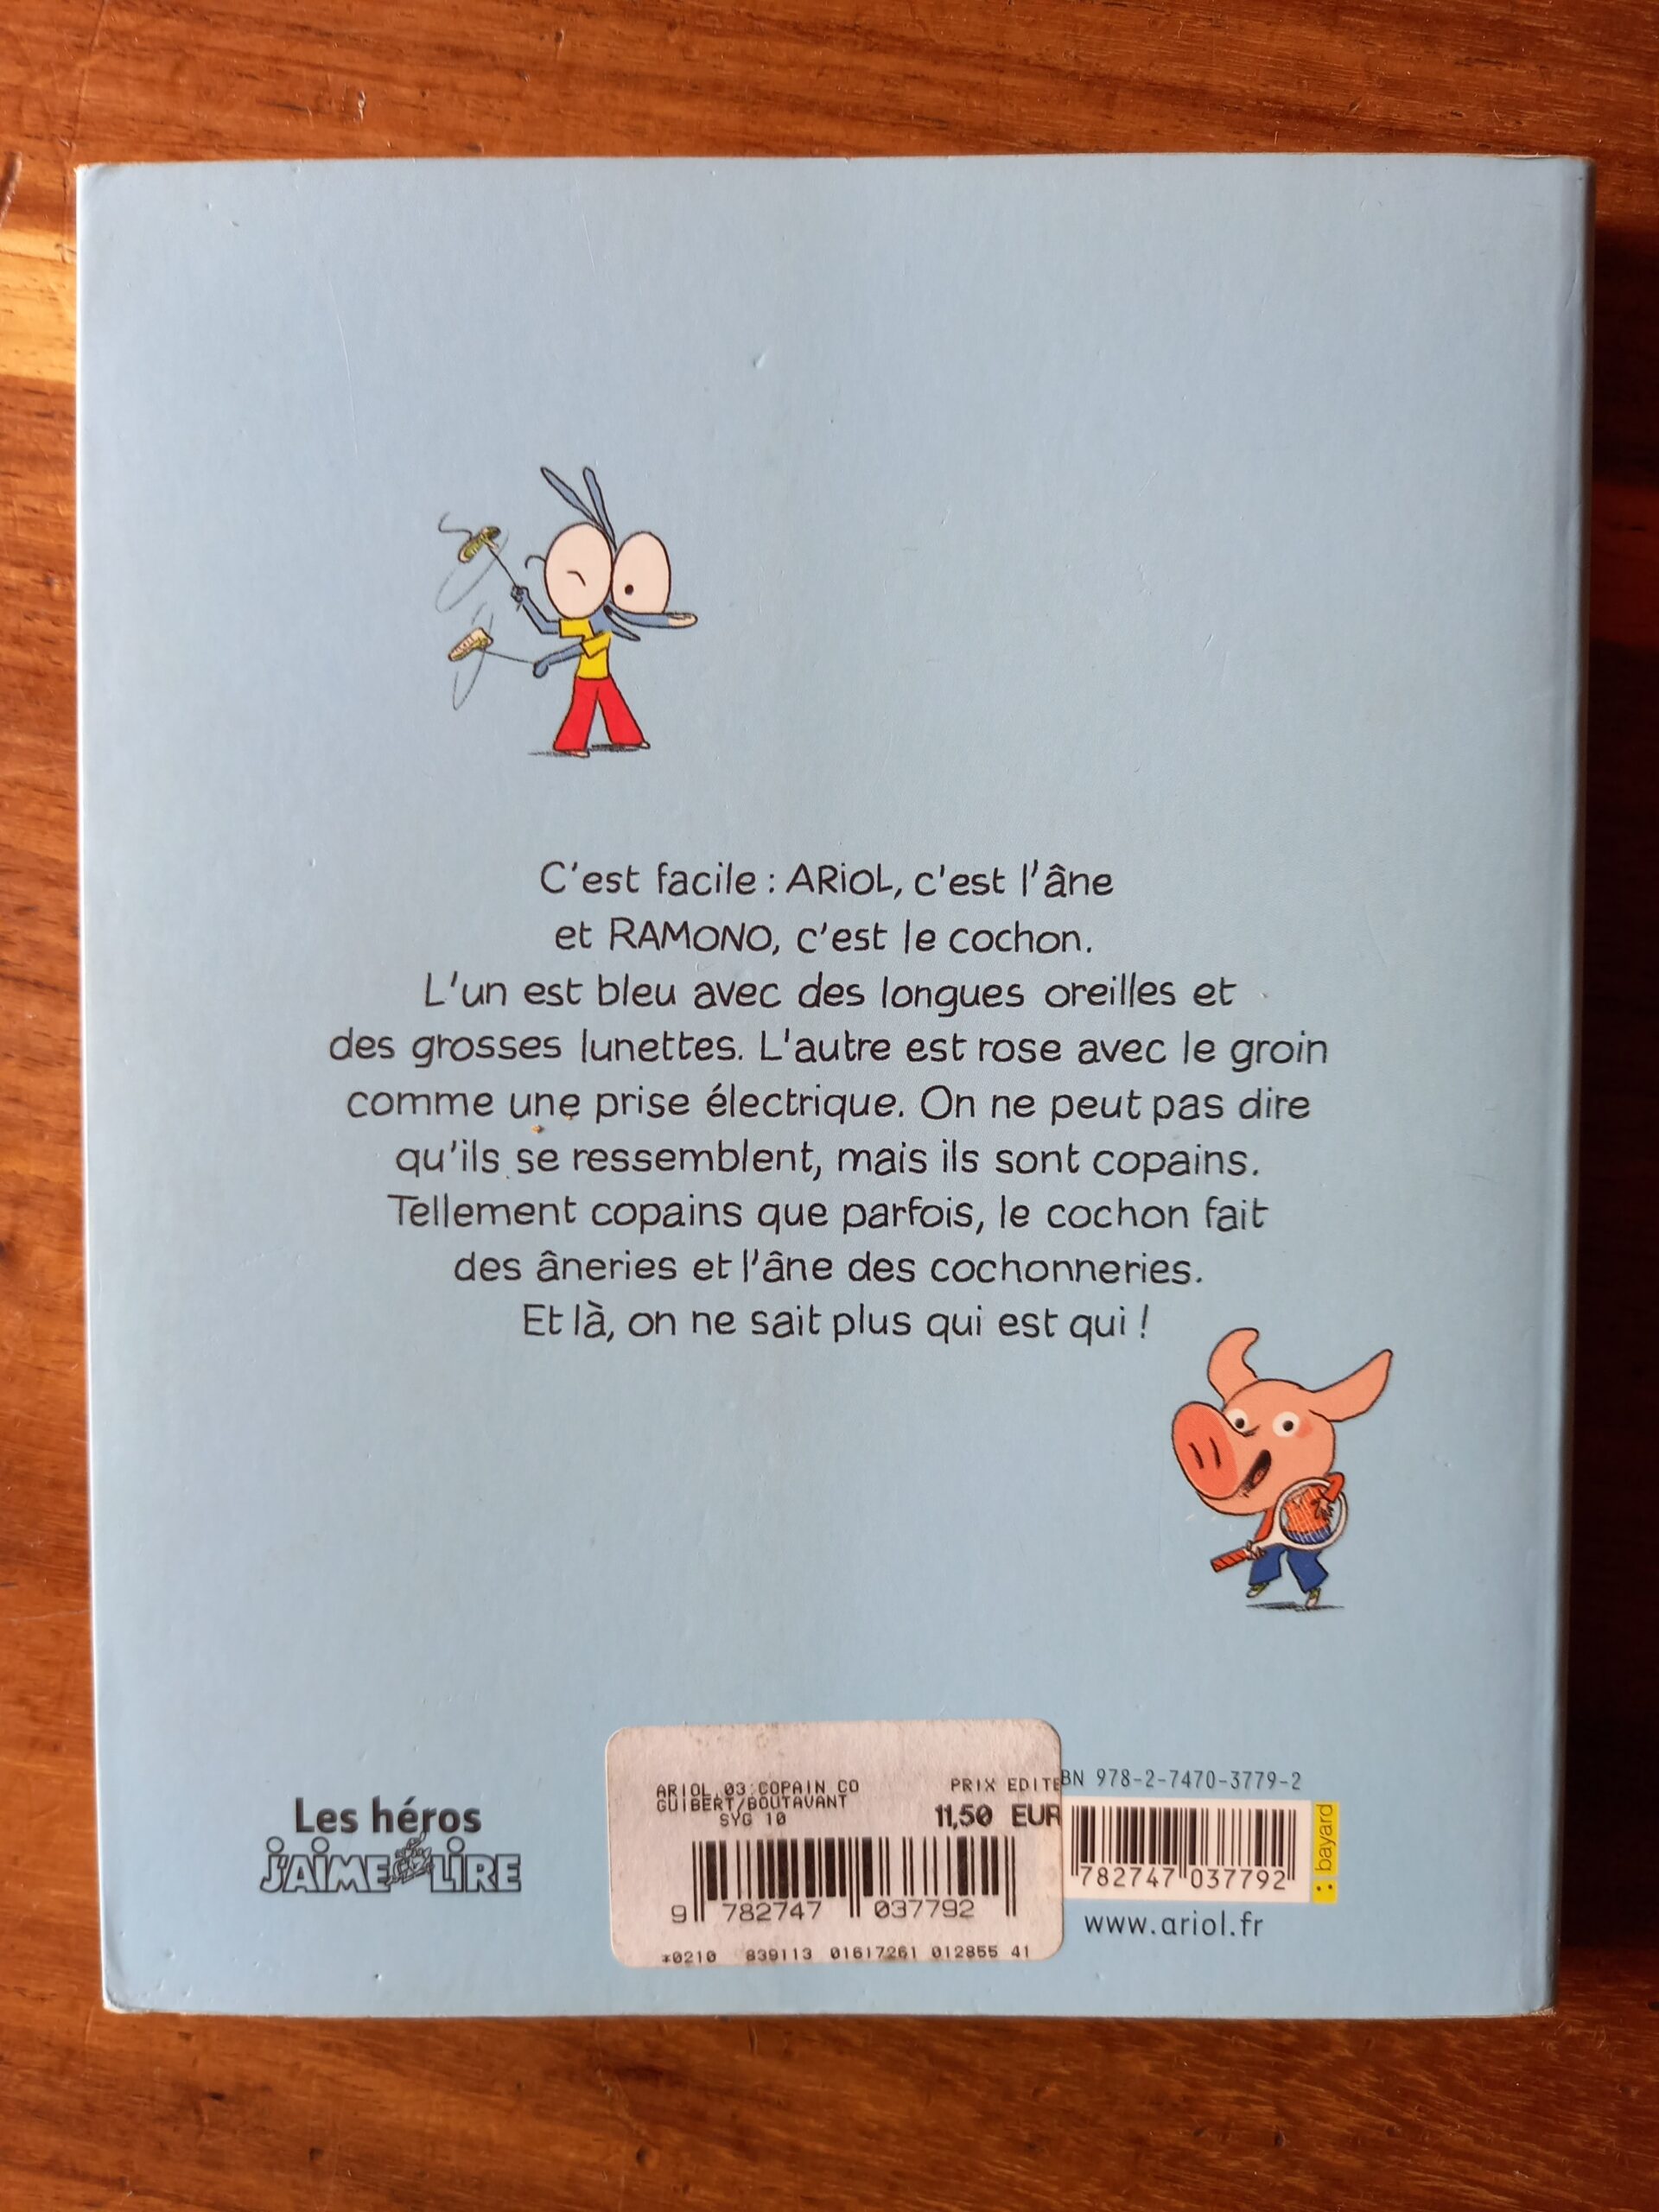 C'est facile : ARiOL, c'est l'âne
et RAMONO, c'est le cochon.
L'un est bleu avec des longues oreilles et
des grosses lunettes. L'autre est rose avec le groin
comme une prise électrique. On ne peut pas dire
qu'ils se ressemblent, mais ils sont copains.
Tellement copains que parfois, le cochon fait
des âneries et l'âne des cochonneries.
Et là, on ne sait plus qui est qui !
Les héros
J'AiME LiRE
ARIOL 03 COPAIN CO
GUIBERT/BOUTAVANT
SYG 10
PRIX EDITE
11,50 EUR
9 782747 037792
*0210 839113 01617261 012855 41
BN 978-2-7470-3779-2
782747 037792
bayard
www.ariol.fr